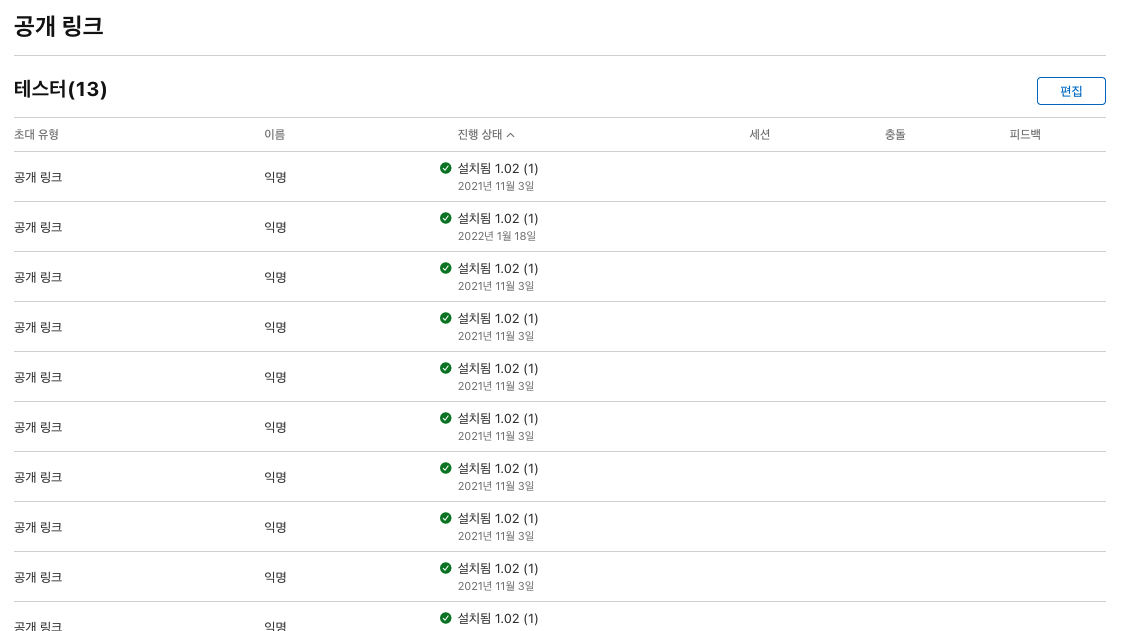 공개 링크
테스터(13)
편집
초대 유형 이름 진행 상태 세션 충돌 피드백
공개 링크 익명 설치됨 1.02 (1)
2021년 11월 3일
공개 링크 익명 설치됨 1.02 (1)
2022년 1월 18일
공개 링크 익명 설치됨 1.02 (1)
2021년 11월 3일
공개 링크 익명 설치됨 1.02 (1)
2021년 11월 3일
공개 링크 익명 설치됨 1.02 (1)
2021년 11월 3일
공개 링크 익명 설치됨 1.02 (1)
2021년 11월 3일
공개 링크 익명 설치됨 1.02 (1)
2021년 11월 3일
공개 링크 익명 설치됨 1.02 (1)
2021년 11월 3일
공개 링크 익명 설치됨 1.02 (1)
2021년 11월 3일
공개 링크 익명 설치됨 1.02 (1)